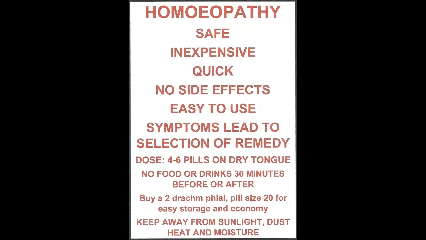 HOMOEOPATHY
SAFE
INEXPENSIVE
QUICK
NO SIDE EFFECTS
EASY TO USE
SYMPTOMS LEAD TO
SELECTION OF REMEDY
DOSE: 4-6 PILLS ON DRY TONGUE
NO FOOD OR DRINKS 30 MINUTES
BEFORE OR AFTER
Buy a 2 drachm phial, pill size 20 for
easy storage and economy
KEEP AWAY FROM SUNLIGHT, DUST
HEAT AND MOISTURE